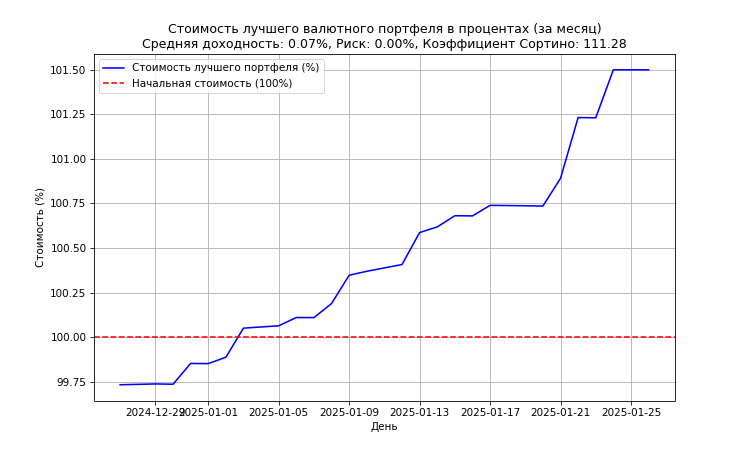 Стоимость лучшего валютного портфеля в процентах (за месяц)
Средняя доходность: 0.07%, Риск: 0.00%, Коэффициент Сортино: 111.28
Стоимость лучшего портфеля (%)
Начальная стоимость (100%)
Стоимость (%)
101.50
101.25
101.00
100.75
100.50
100.25
100.00
99.75
2024-12-29
2025-01-01
2025-01-05
2025-01-09
2025-01-13
2025-01-17
2025-01-21
2025-01-25
День